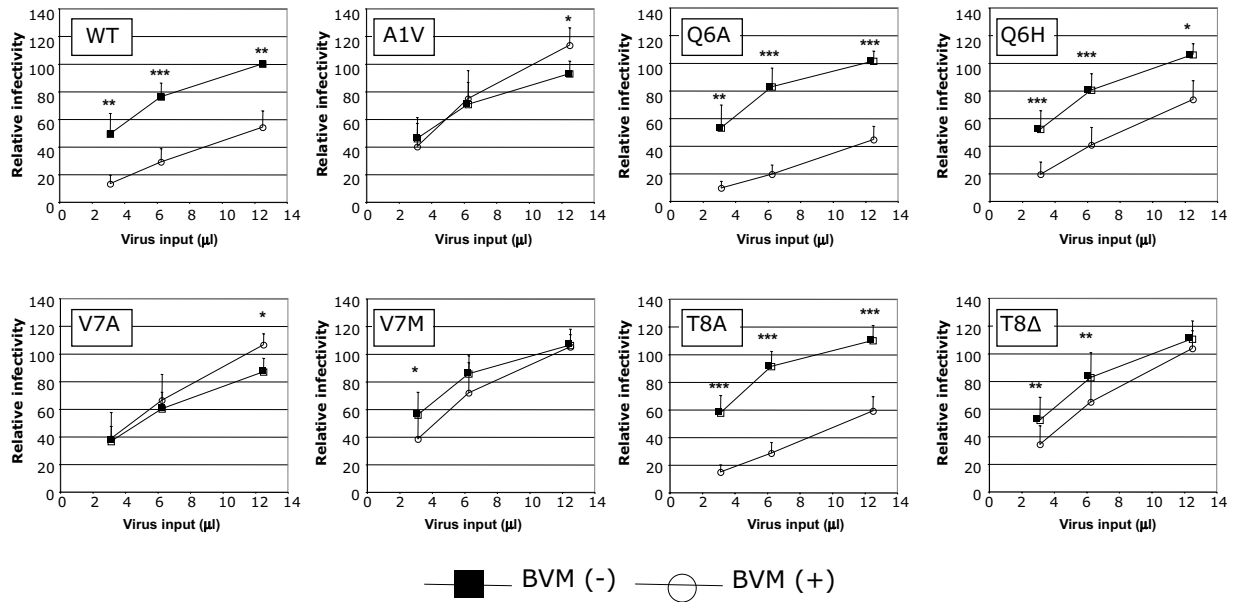 WT
A1V
Q6A
Q6H
** *** **
*
** *** ***
*** *** *
Relative infectivity
140
120
100
80
60
40
20
0
0 2 4 6 8 10 12 14
Virus input (µl)
Relative infectivity
140
120
100
80
60
40
20
0
0 2 4 6 8 10 12 14
Virus input (µl)
Relative infectivity
140
120
100
80
60
40
20
0
0 2 4 6 8 10 12 14
Virus input (µl)
Relative infectivity
140
120
100
80
60
40
20
0
0 2 4 6 8 10 12 14
Virus input (µl)
V7A
V7M
T8A
T8Δ
*
*
*** *** ***
** **
Relative infectivity
140
120
100
80
60
40
20
0
0 2 4 6 8 10 12 14
Virus input (µl)
Relative infectivity
140
120
100
80
60
40
20
0
0 2 4 6 8 10 12 14
Virus input (µl)
Relative infectivity
140
120
100
80
60
40
20
0
0 2 4 6 8 10 12 14
Virus input (µl)
Relative infectivity
140
120
100
80
60
40
20
0
0 2 4 6 8 10 12 14
Virus input (µl)
BVM (-) BVM (+)